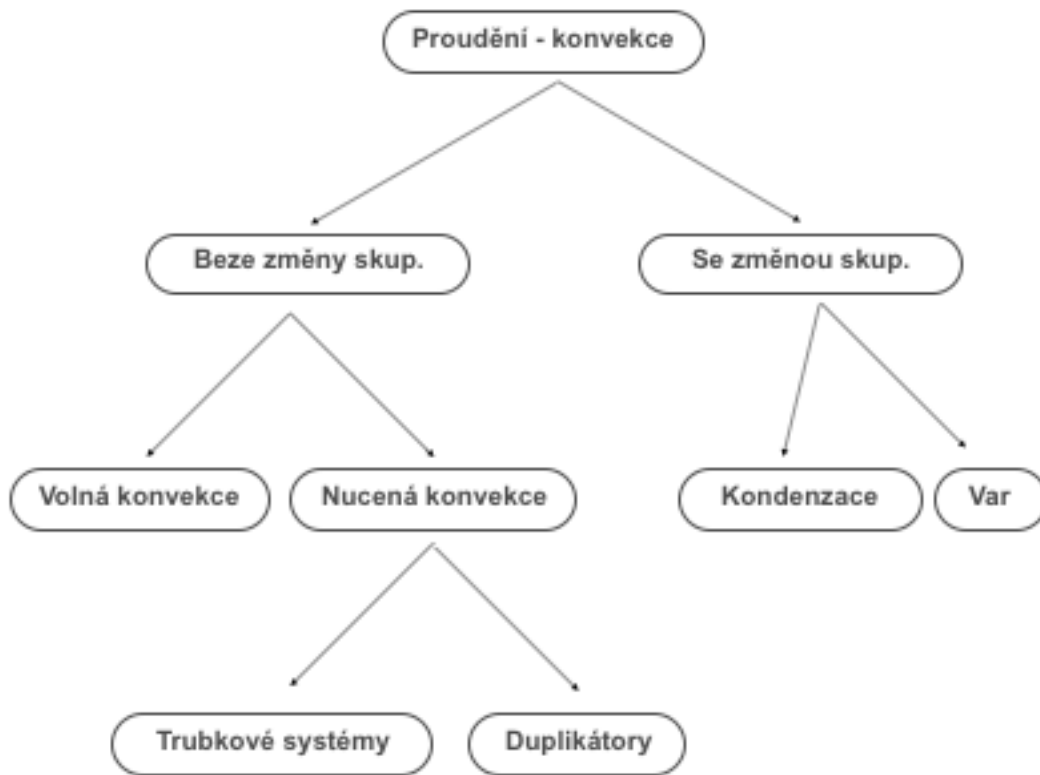 Proudění - konvekce
Beze změny skup.
Se změnou skup.
Volná konvekce
Nucená konvekce
Kondenzace
Var
Trubkové systémy
Duplikátory